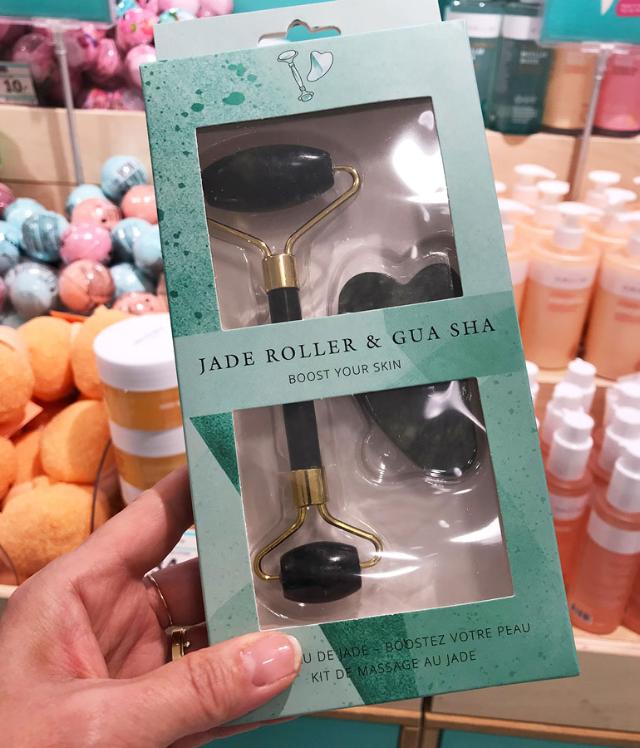 10.-
JADE ROLLER & GUA SHA
BOOST YOUR SKIN
U DE JADE - BOOSTEZ VOTRE PEAU
KIT DE MASSAGE AU JADE